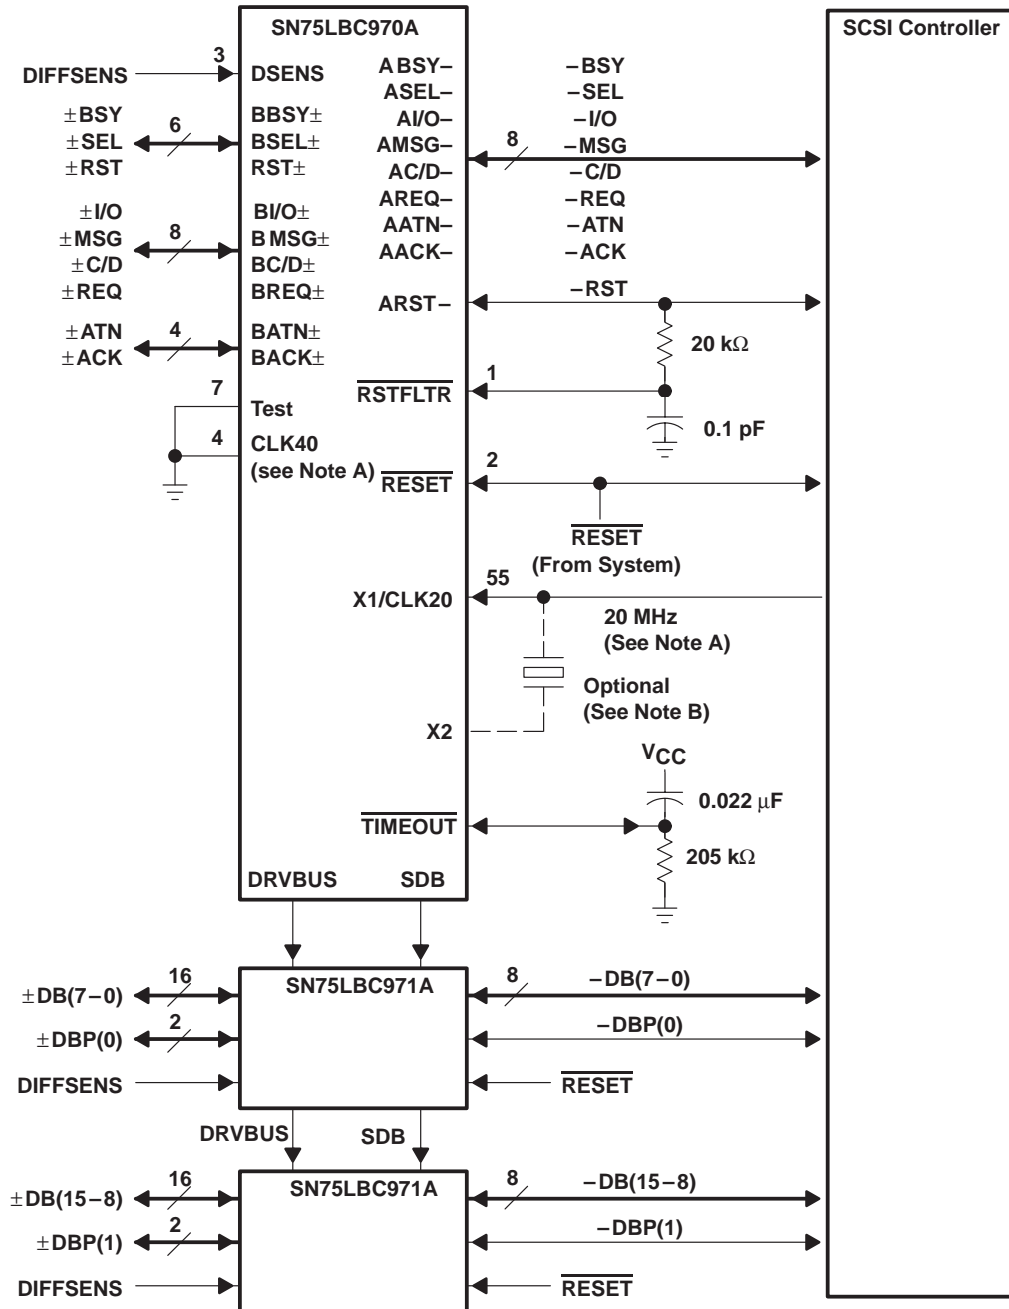 SN75LBC970A
SCSI Controller
DIFFSENS
3
DSENS
±BSY
±SEL
±RST
6
BBSY±
BSEL±
RST±
±I/O
±MSG
±C/D
±REQ
8
BI/O±
BMSG±
BC/D±
BREQ±
±ATN
±ACK
4
BATN±
BACK±
7
Test
4
CLK40
(see Note A)
ABSY–
ASEL–
AI/O–
AMSG–
AC/D–
AREQ–
AATN–
AACK–
8
–BSY
–SEL
–I/O
–MSG
–C/D
–REQ
–ATN
–ACK
ARST–
–RST
20 kΩ
RSTFLTR
1
0.1 pF
RESET
2
RESET
(From System)
X1/CLK20
55
20 MHz
(See Note A)
Optional
(See Note B)
X2
VCC
0.022 μF
TIMEOUT
205 kΩ
DRVBUS
SDB
SN75LBC971A
±DB(7–0)
16
8
–DB(7–0)
±DBP(0)
2
–DBP(0)
DIFFSENS
RESET
DRVBUS
SDB
SN75LBC971A
±DB(15–8)
16
8
–DB(15–8)
±DBP(1)
2
–DBP(1)
DIFFSENS
RESET